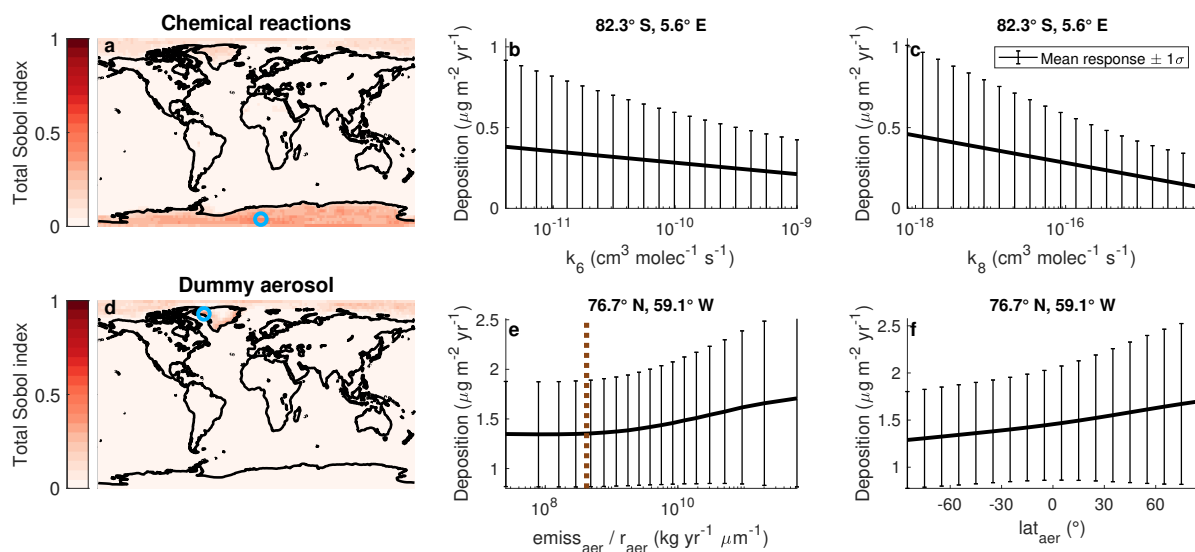 Chemical reactions
a
1
0.5
0
Total Sobol index
82.3° S, 5.6° E
b
1
0.5
0
Deposition (μg m⁻² yr⁻¹)
10⁻¹¹
10⁻¹⁰
10⁻⁹
k₆ (cm³ molec⁻¹ s⁻¹)
82.3° S, 5.6° E
c
Mean response ± 1σ
1
0.5
0
Deposition (μg m⁻² yr⁻¹)
10⁻¹⁸
10⁻¹⁶
k₈ (cm³ molec⁻¹ s⁻¹)
Dummy aerosol
d
1
0.5
0
Total Sobol index
76.7° N, 59.1° W
e
2.5
2
1.5
1
Deposition (μg m⁻² yr⁻¹)
10⁸
10¹⁰
emissₐₑᵣ / rₐₑᵣ (kg yr⁻¹ μm⁻¹)
76.7° N, 59.1° W
f
2.5
2
1.5
1
Deposition (μg m⁻² yr⁻¹)
-60
-30
0
30
60
latₐₑᵣ (°)